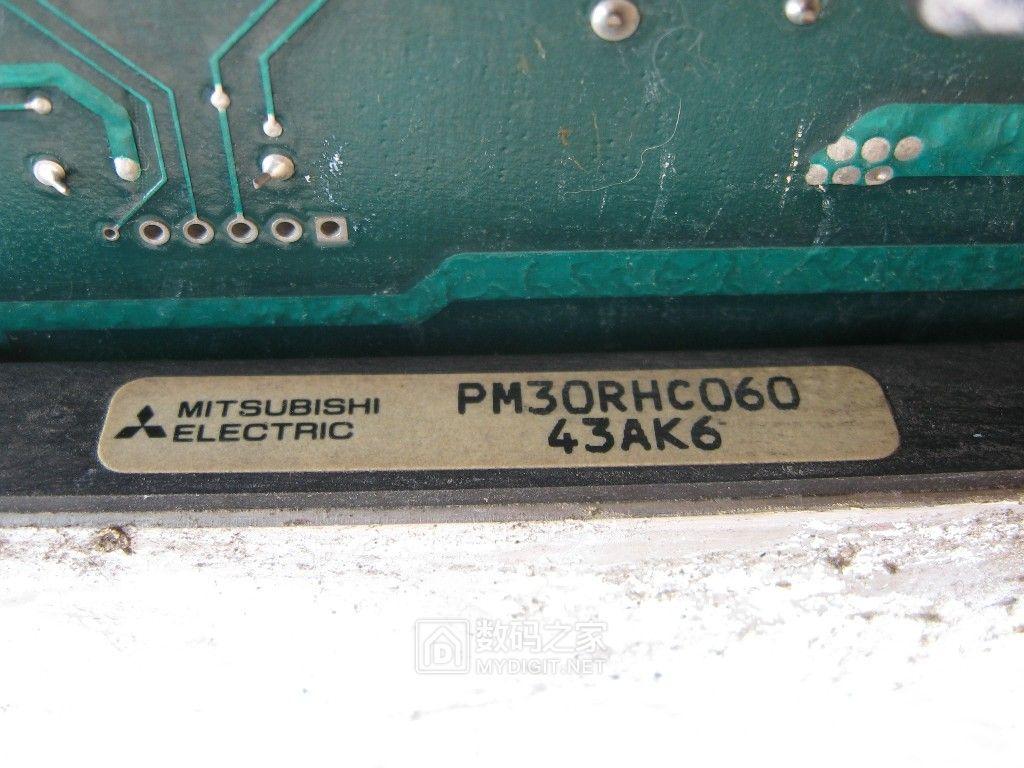 MITSUBISHI
ELECTRIC
PM30RHC060
43AK6
数码之家
MYDIGIT.NET